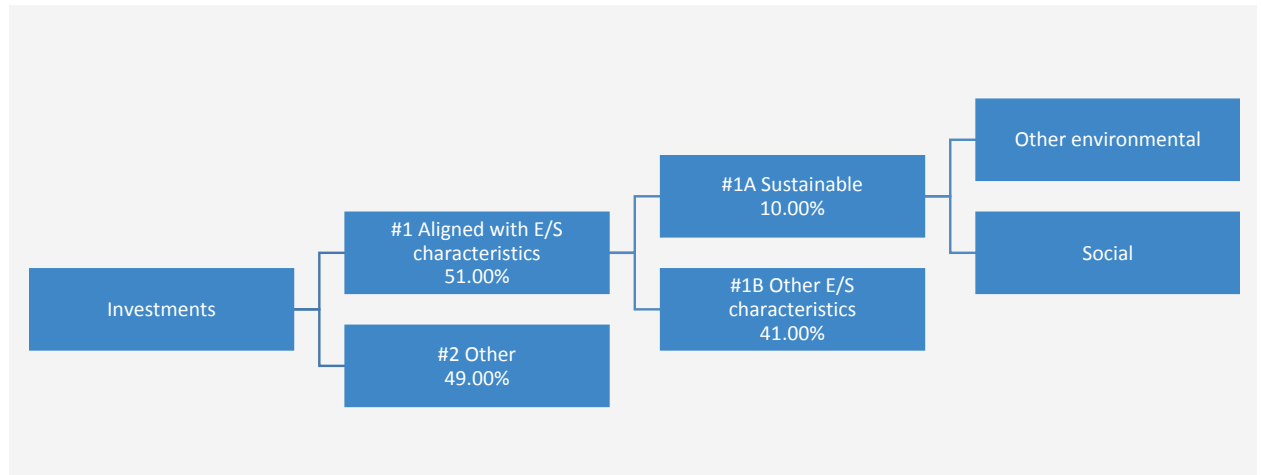 Investments
#1 Aligned with E/S
characteristics
51.00%
#2 Other
49.00%
#1A Sustainable
10.00%
#1B Other E/S
characteristics
41.00%
Other environmental
Social